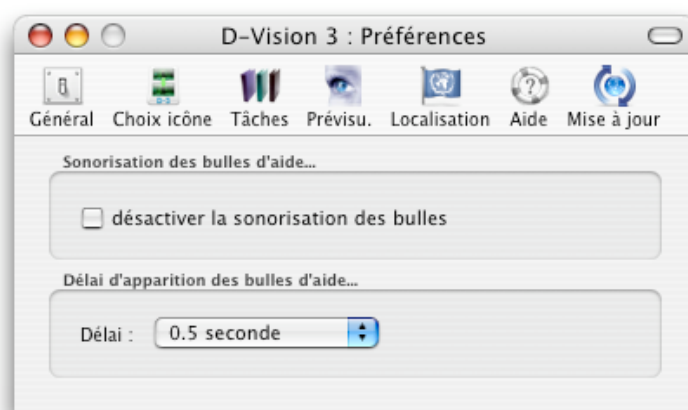 D-Vision 3 : Préférences
Général Choix icône Tâches Prévisu. Localisation Aide Mise à jour
Sonorisation des bulles d'aide...
désactiver la sonorisation des bulles
Délai d'apparition des bulles d'aide...
Délai : 0.5 seconde